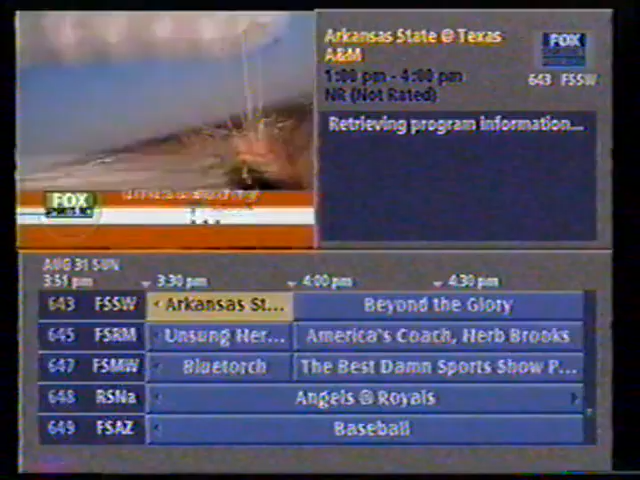 Arkansas State @ Texas
A&M
1:00 pm - 4:00 pm
NR (Not Rated)
FOX
643 FSSW
Retrieving program information...
FOX
AUG 31 SUN
3:51 pm 3:30 pm 4:00 pm 4:30 pm
643 FSSW Arkansas St... Beyond the Glory
645 FSRM Unsung Her... America's Coach, Herb Brooks
647 FSMW Bluetorch The Best Damn Sports Show P...
648 RSNa Angels @ Royals
649 FSAZ Baseball